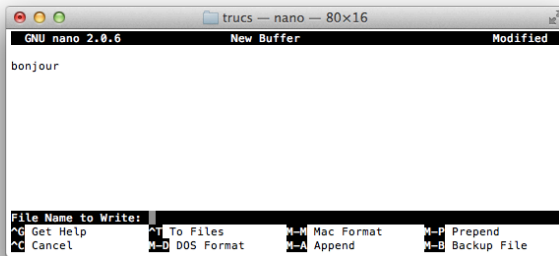 trucs — nano — 80×16
GNU nano 2.0.6 New Buffer Modified
bonjour
File Name to Write:
^G Get Help ^T To Files M-M Mac Format M-P Prepend
^C Cancel M-D DOS Format M-A Append M-B Backup File